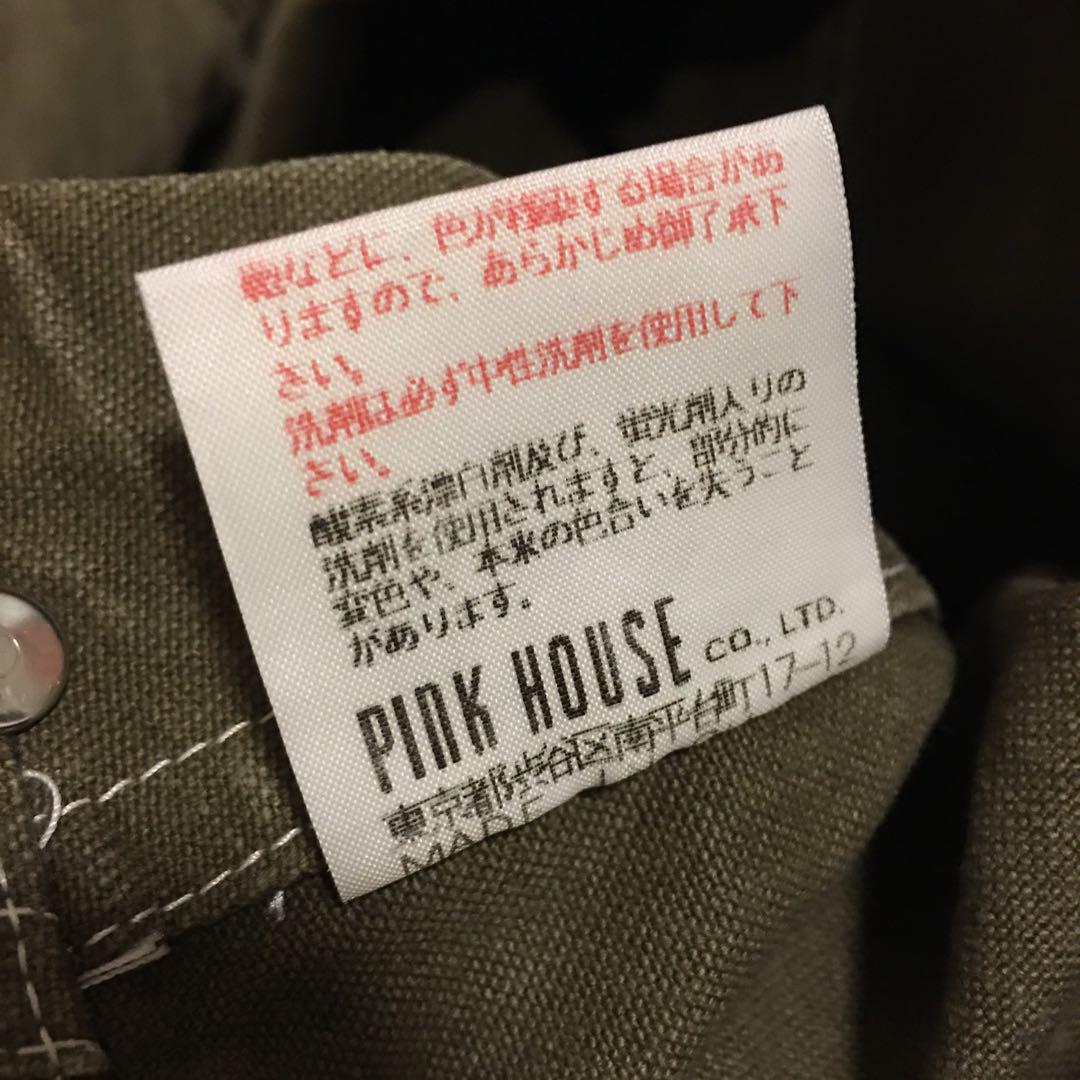 鞄などに、色が移染する場合があ
りますので、あらかじめ御了承下
さい。
洗剤は必ず中性洗剤を使用して下
さい。
酸素系漂白剤及び、蛍光剤入りの
洗剤を使用されますと、部分的に
変色や、本来の色合いを失うこと
があります。
PINK HOUSE CO., LTD.
東京都渋谷区南平台町17-12
MADE